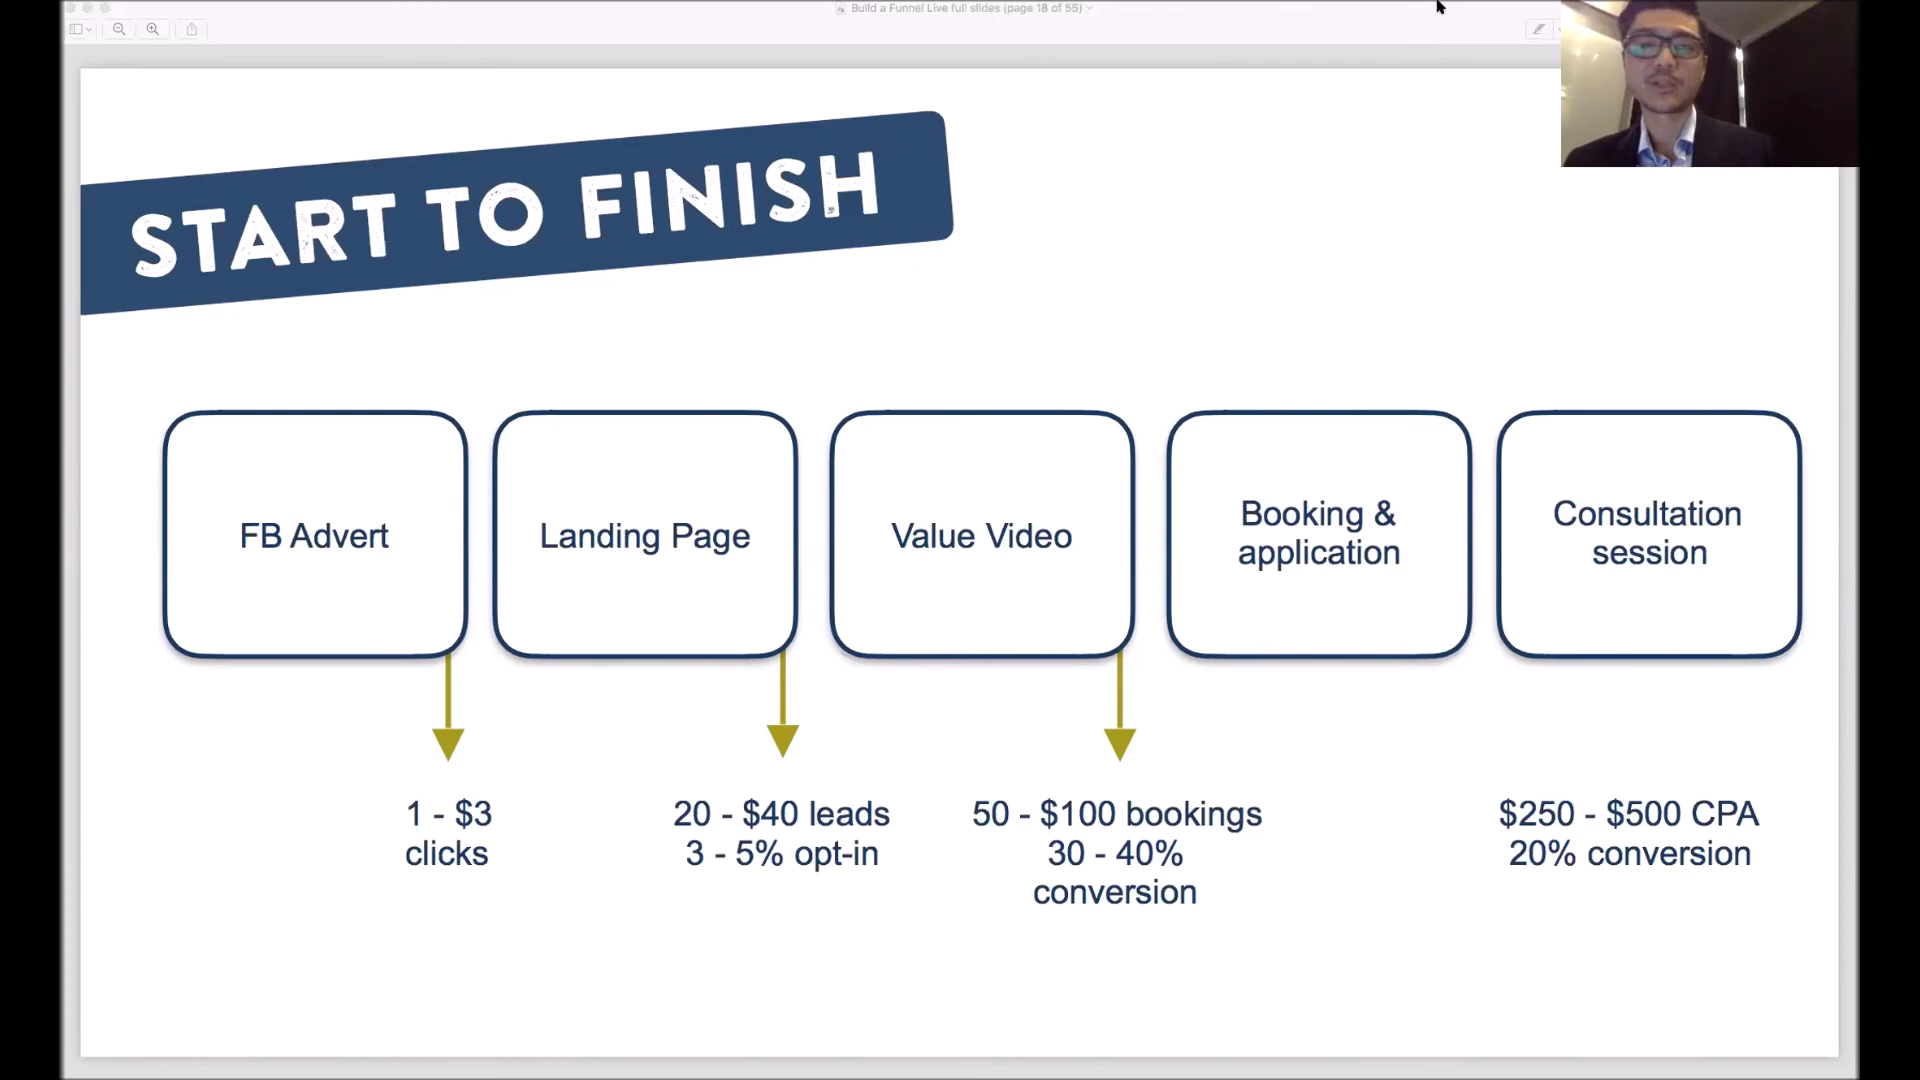 Build a Funnel Live full slides (page 18 of 55)
START TO FINISH
FB Advert
Landing Page
Value Video
Booking &
application
Consultation
session
1 - $3
clicks
20 - $40 leads
3 - 5% opt-in
50 - $100 bookings
30 - 40%
conversion
$250 - $500 CPA
20% conversion